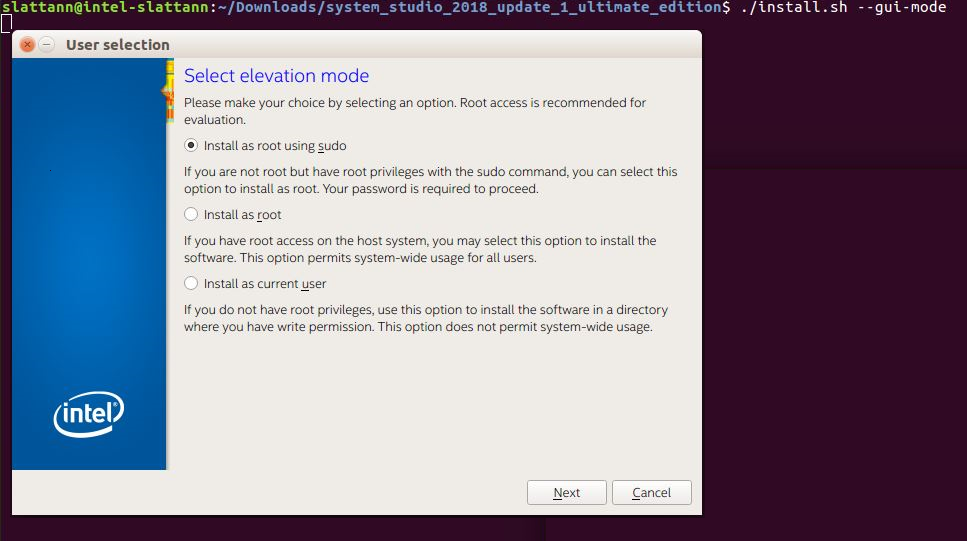 slattann@intel-slattann:~/Downloads/system_studio_2018_update_1_ultimate_edition$ ./install.sh --gui-mode
User selection
Select elevation mode
Please make your choice by selecting an option. Root access is recommended for
evaluation.
Install as root using sudo
If you are not root but have root privileges with the sudo command, you can select this
option to install as root. Your password is required to proceed.
Install as root
If you have root access on the host system, you may select this option to install the
software. This option permits system-wide usage for all users.
Install as current user
If you do not have root privileges, use this option to install the software in a directory
where you have write permission. This option does not permit system-wide usage.
intel®
Next
Cancel